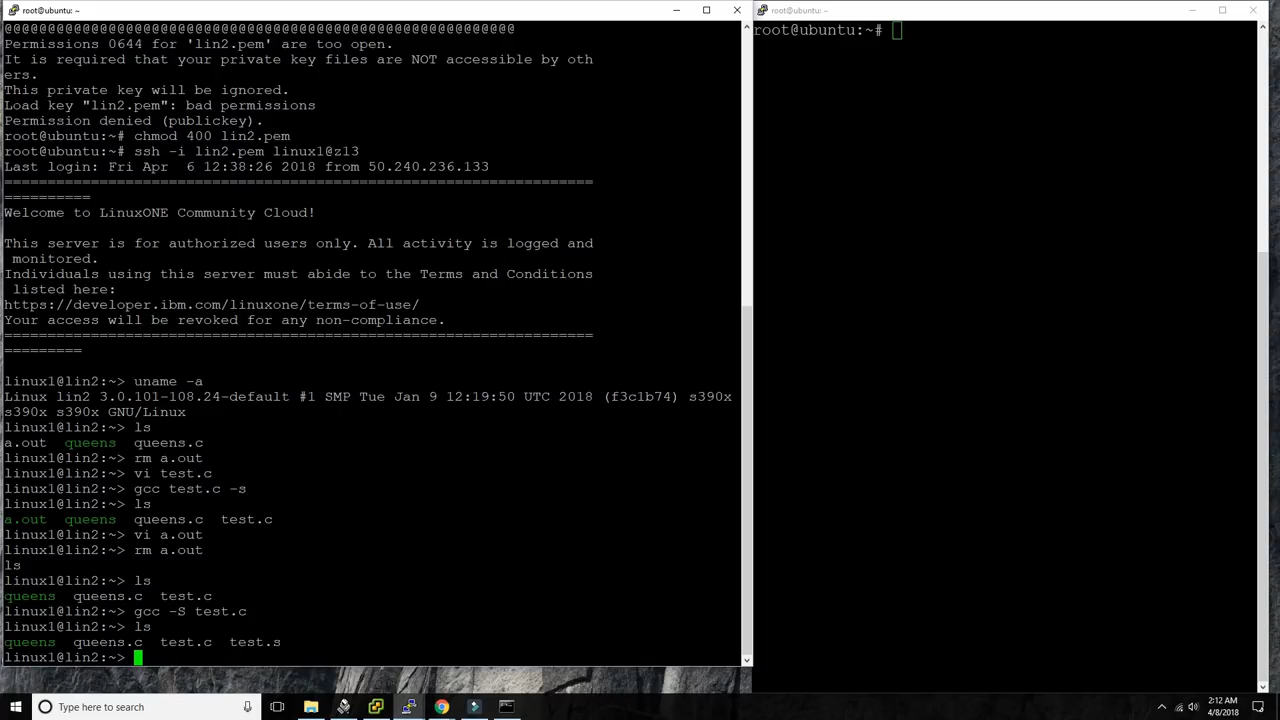 root@ubuntu: ~
@@@@@@@@@@@@@@@@@@@@@@@@@@@@@@@@@@@@@@@@@@@@@@@@@@@@@@@@@@@
Permissions 0644 for 'lin2.pem' are too open.
It is required that your private key files are NOT accessible by oth
ers.
This private key will be ignored.
Load key "lin2.pem": bad permissions
Permission denied (publickey).
root@ubuntu:~# chmod 400 lin2.pem
root@ubuntu:~# ssh -i lin2.pem linux1@z13
Last login: Fri Apr  6 12:38:26 2018 from 50.240.236.133
====================================================================
==========
Welcome to LinuxONE Community Cloud!
This server is for authorized users only. All activity is logged and
 monitored.
Individuals using this server must abide to the Terms and Conditions
 listed here:
https://developer.ibm.com/linuxone/terms-of-use/
Your access will be revoked for any non-compliance.
====================================================================
=========
linux1@lin2:~> uname -a
Linux lin2 3.0.101-108.24-default #1 SMP Tue Jan 9 12:19:50 UTC 2018 (f3c1b74) s390x
s390x s390x GNU/Linux
linux1@lin2:~> ls
a.out  queens  queens.c
linux1@lin2:~> rm a.out
linux1@lin2:~> vi test.c
linux1@lin2:~> gcc test.c -s
linux1@lin2:~> ls
a.out  queens  queens.c  test.c
linux1@lin2:~> vi a.out
linux1@lin2:~> rm a.out
ls
linux1@lin2:~> ls
queens  queens.c  test.c
linux1@lin2:~> gcc -S test.c
linux1@lin2:~> ls
queens  queens.c  test.c  test.s
linux1@lin2:~>
root@ubuntu: ~
root@ubuntu:~#
Type here to search
2:12 AM
4/8/2018